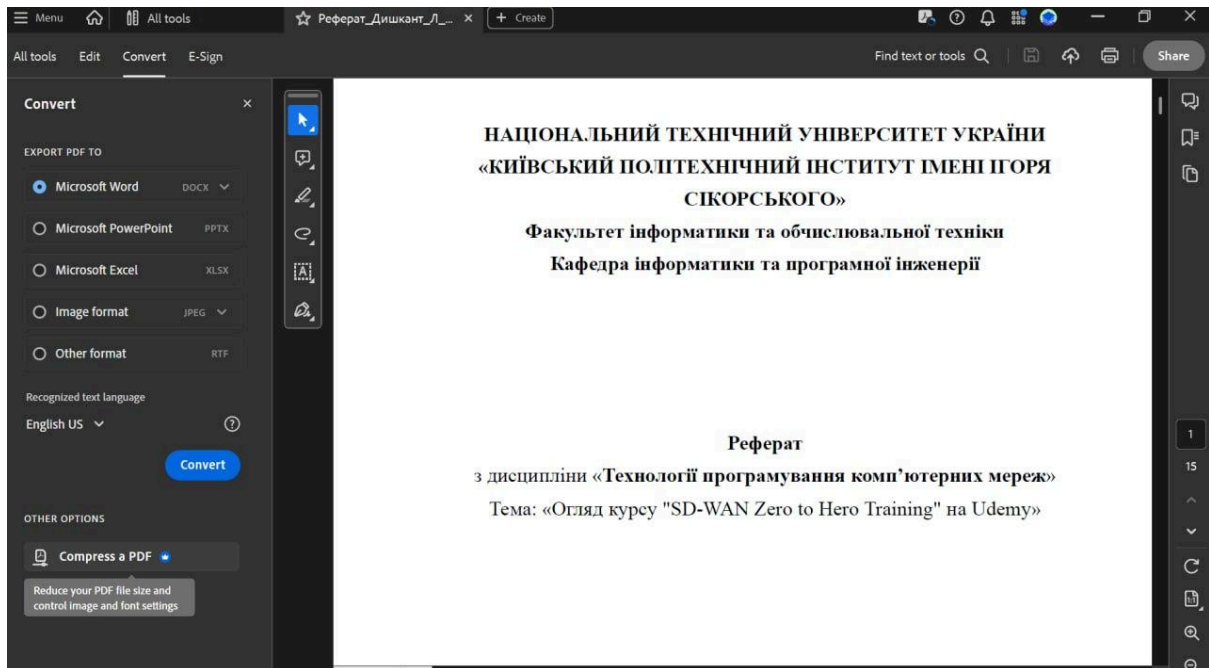 Menu
All tools
Реферат_Дишкант_Л_...
+ Create
All tools
Edit
Convert
E-Sign
Find text or tools
Share
Convert
EXPORT PDF TO
Microsoft Word DOCX
Microsoft PowerPoint PPTX
Microsoft Excel XLSX
Image format JPEG
Other format RTF
Recognized text language
English US
Convert
OTHER OPTIONS
Compress a PDF
Reduce your PDF file size and
control image and font settings
НАЦІОНАЛЬНИЙ ТЕХНІЧНИЙ УНІВЕРСИТЕТ УКРАЇНИ
«КИЇВСЬКИЙ ПОЛІТЕХНІЧНИЙ ІНСТИТУТ ІМЕНІ ІГОРЯ
СІКОРСЬКОГО»
Факультет інформатики та обчислювальної техніки
Кафедра інформатики та програмної інженерії
Реферат
з дисципліни «Технології програмування комп’ютерних мереж»
Тема: «Огляд курсу "SD-WAN Zero to Hero Training" на Udemy»
1
15